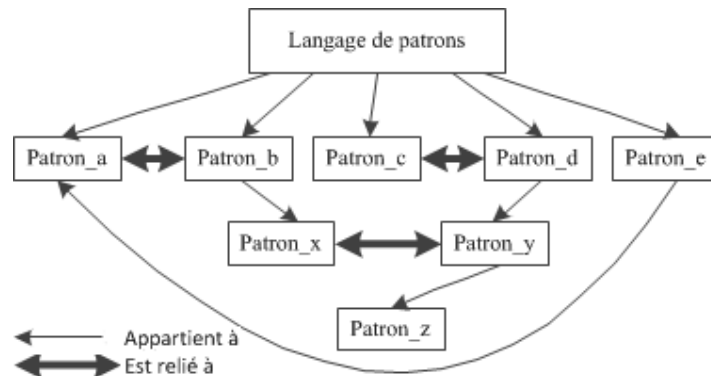 Langage de patrons
Patron_a
Patron_b
Patron_c
Patron_d
Patron_e
Patron_x
Patron_y
Patron_z
Appartient à
Est relié à